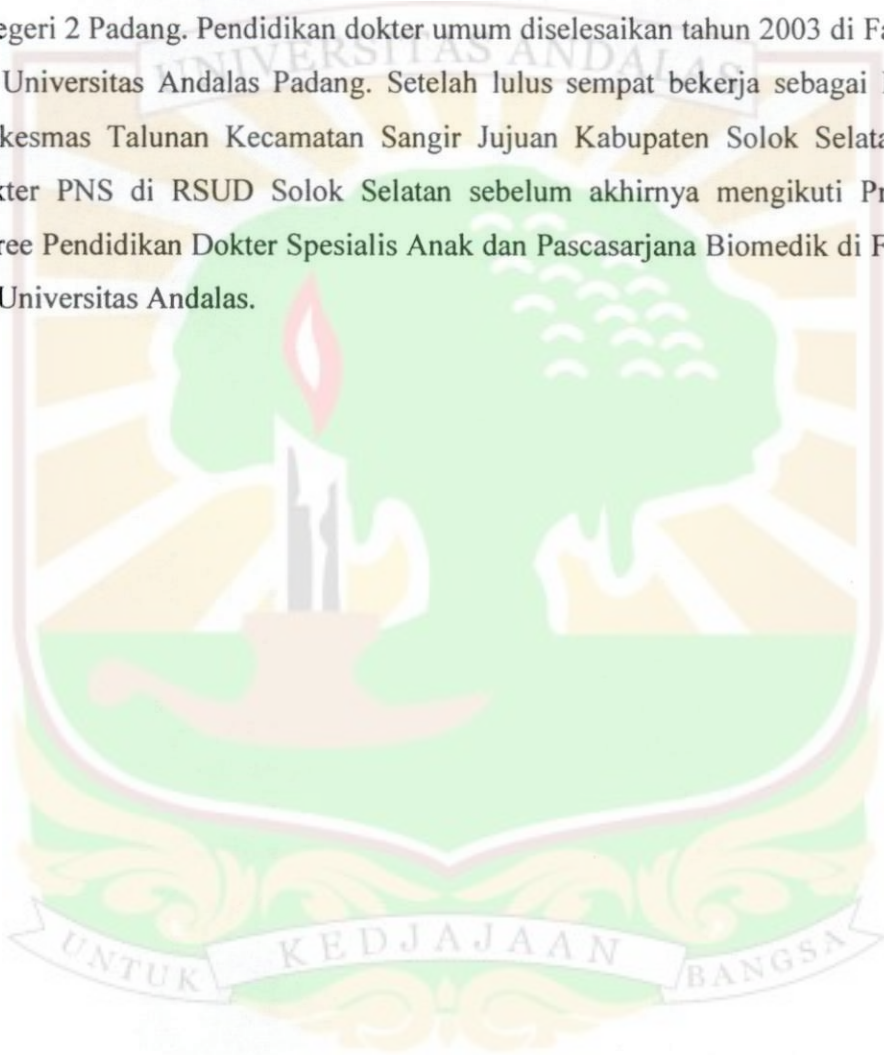 egeri 2 Padang. Pendidikan dokter umum diselesaikan tahun 2003 di Fa
Universitas Andalas Padang. Setelah lulus sempat bekerja sebagai
kesmas Talunan Kecamatan Sangir Jujuan Kabupaten Solok Selata
kter PNS di RSUD Solok Selatan sebelum akhirnya mengikuti Pr
ree Pendidikan Dokter Spesialis Anak dan Pascasarjana Biomedik di F
Universitas Andalas.
UNIVERSITAS ANDALAS
UNTUK KEDJAJAAN BANGSA